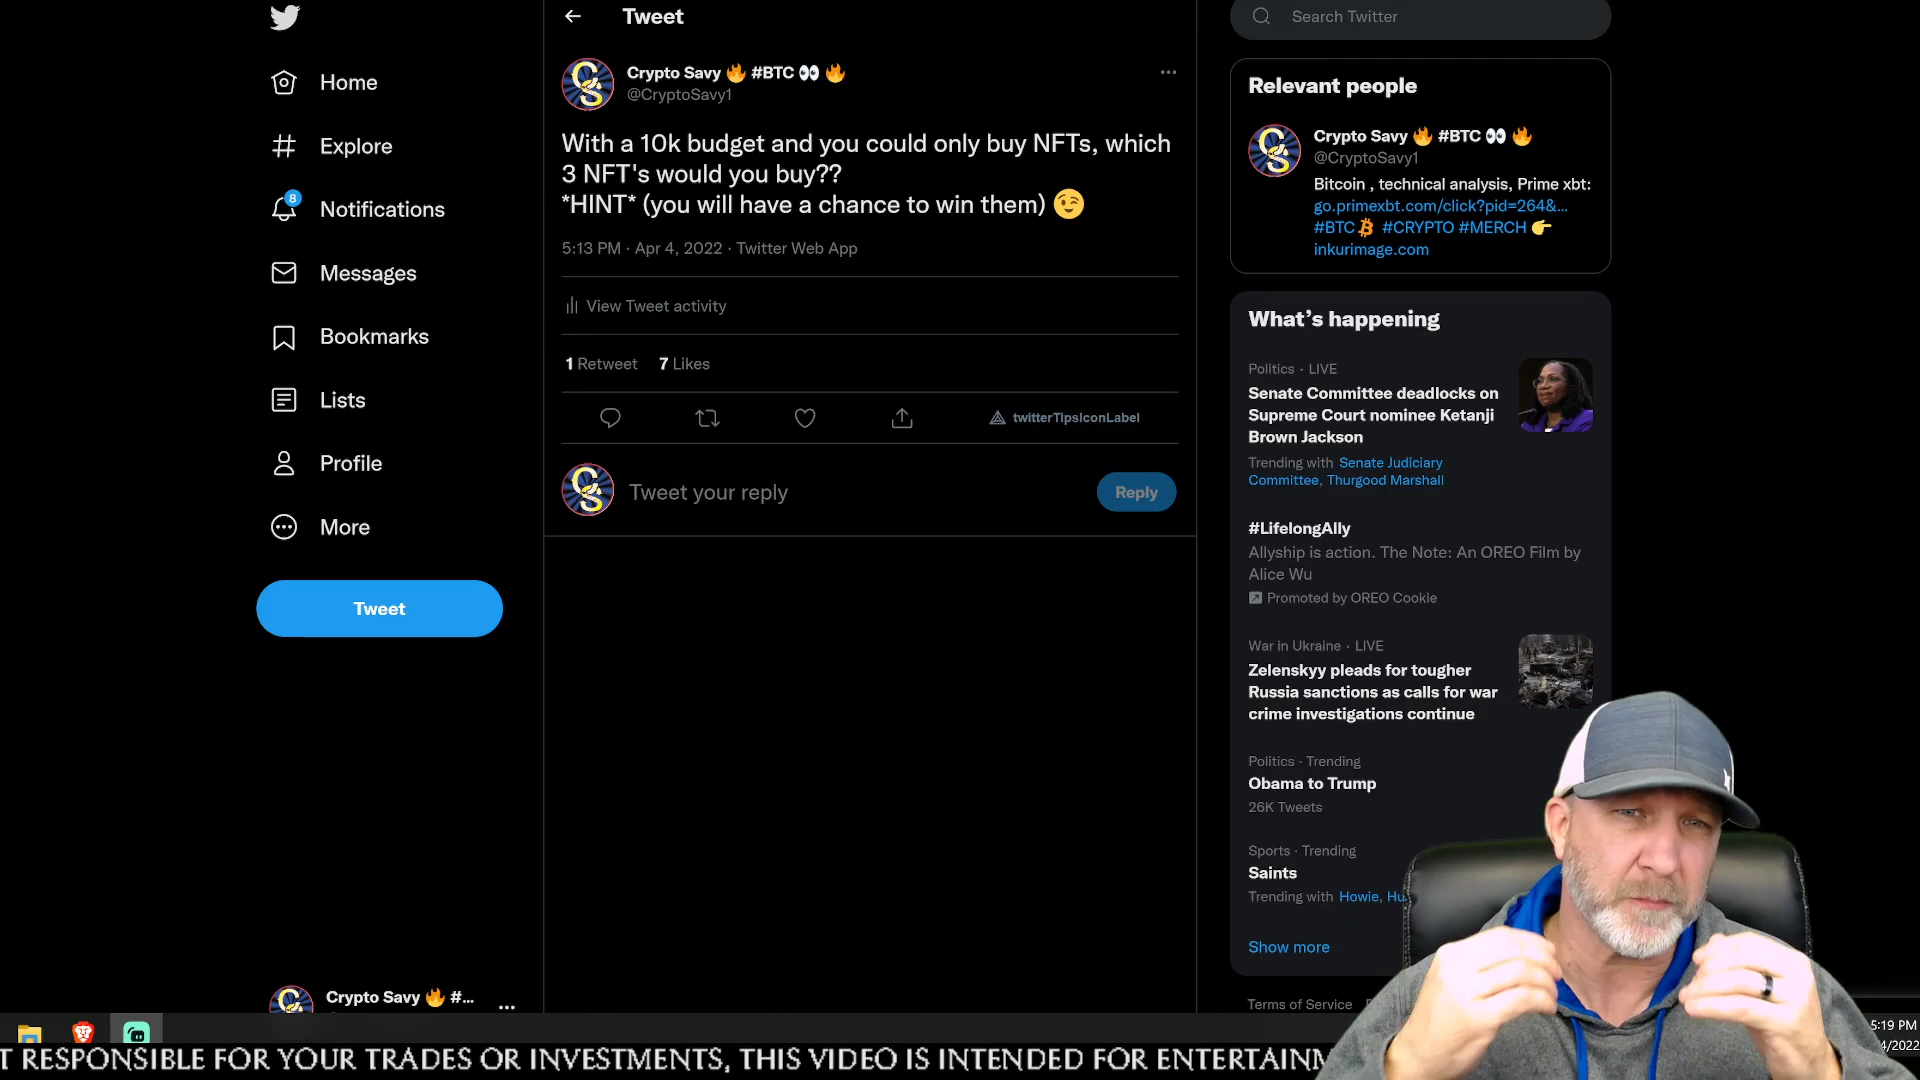 Home
Explore
8
Notifications
Messages
Bookmarks
Lists
Profile
More
Tweet
Crypto Savy 🔥 #...
Tweet
Crypto Savy 🔥 #BTC 👀 🔥
@CryptoSavy1
With a 10k budget and you could only buy NFTs, which
3 NFT's would you buy??
*HINT* (you will have a chance to win them) 😉
5:13 PM · Apr 4, 2022 · Twitter Web App
View Tweet activity
1 Retweet 7 Likes
twitterTipsIconLabel
Tweet your reply
Reply
Search Twitter
Relevant people
Crypto Savy 🔥 #BTC 👀 🔥
@CryptoSavy1
Bitcoin , technical analysis, Prime xbt:
go.primexbt.com/click?pid=264&...
#BTC #CRYPTO #MERCH 👉
inkurimage.com
What's happening
Politics · LIVE
Senate Committee deadlocks on
Supreme Court nominee Ketanji
Brown Jackson
Trending with Senate Judiciary
Committee, Thurgood Marshall
#LifelongAlly
Allyship is action. The Note: An OREO Film by
Alice Wu
Promoted by OREO Cookie
War in Ukraine · LIVE
Zelenskyy pleads for tougher
Russia sanctions as calls for war
crime investigations continue
Politics · Trending
Obama to Trump
26K Tweets
Sports · Trending
Saints
Trending with Howie, Hu
Show more
Terms of Service
5:19 PM
4/2022
T RESPONSIBLE FOR YOUR TRADES OR INVESTMENTS, THIS VIDEO IS INTENDED FOR ENTERTAIN